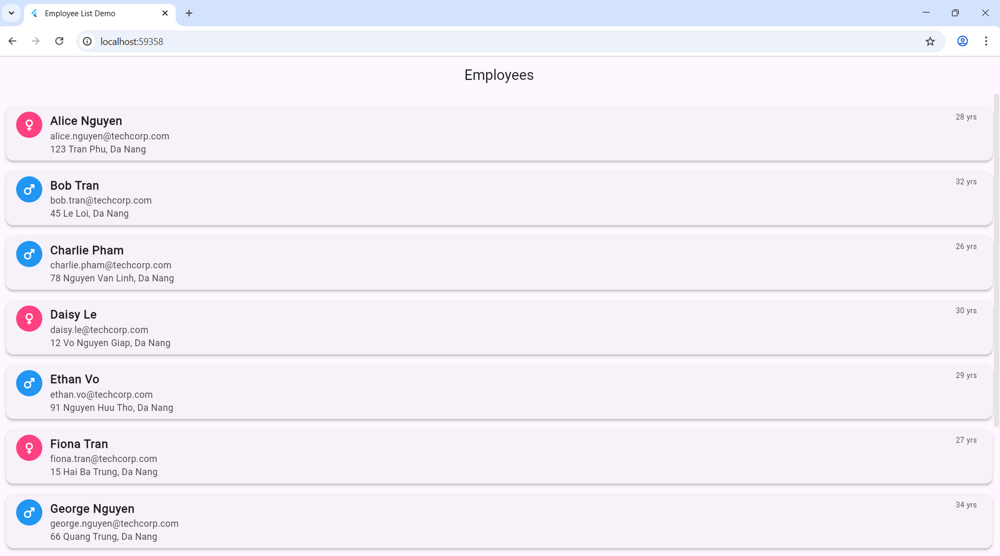 Employee List Demo
localhost:59358
Employees
Alice Nguyen
28 yrs
alice.nguyen@techcorp.com
123 Tran Phu, Da Nang
Bob Tran
32 yrs
bob.tran@techcorp.com
45 Le Loi, Da Nang
Charlie Pham
26 yrs
charlie.pham@techcorp.com
78 Nguyen Van Linh, Da Nang
Daisy Le
30 yrs
daisy.le@techcorp.com
12 Vo Nguyen Giap, Da Nang
Ethan Vo
29 yrs
ethan.vo@techcorp.com
91 Nguyen Huu Tho, Da Nang
Fiona Tran
27 yrs
fiona.tran@techcorp.com
15 Hai Ba Trung, Da Nang
George Nguyen
34 yrs
george.nguyen@techcorp.com
66 Quang Trung, Da Nang